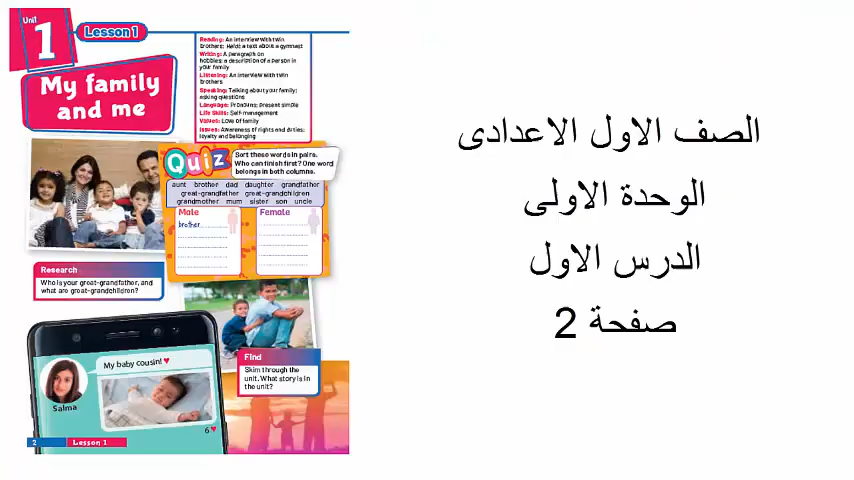 Unit
1
Lesson 1
My family
and me
Reading: An interview with twin
brothers; Heidi; a text about a gymnast
Writing: A paragraph on
hobbies; a description of a person in
your family
Listening: An interview with twin
brothers
Speaking: Talking about your family;
asking questions
Language: Pronouns; Present simple
Life Skills: Self-management
Values: Love of family
Issues: Awareness of rights and duties;
loyalty and belonging
Quiz
Sort these words in pairs.
Who can finish first? One word
belongs in both columns.
aunt brother dad daughter grandfather
great-grandfather great-grandchildren
grandmother mum sister son uncle
Male
brother
Female
Research
Who is your great-grandfather, and
what are great-grandchildren?
Find
Skim through the
unit. What story is in
the unit?
My baby cousin! ♥
Salma
6 ♥
2 Lesson 1
الصف الاول الاعدادى
الوحدة الاولى
الدرس الاول
صفحة 2